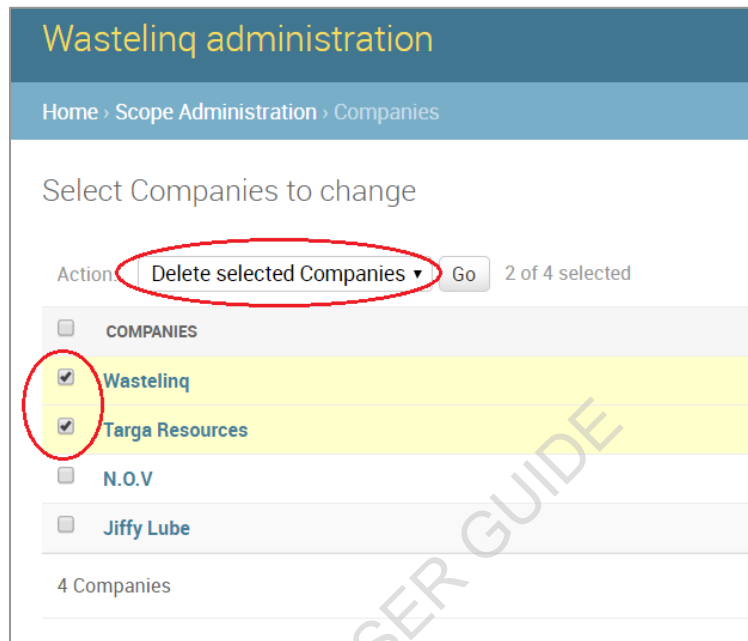 Wastelinq administration
Home › Scope Administration › Companies
Select Companies to change
Action: Delete selected Companies ▾ Go 2 of 4 selected
COMPANIES
Wastelinq
Targa Resources
N.O.V
Jiffy Lube
4 Companies
SER GUIDE